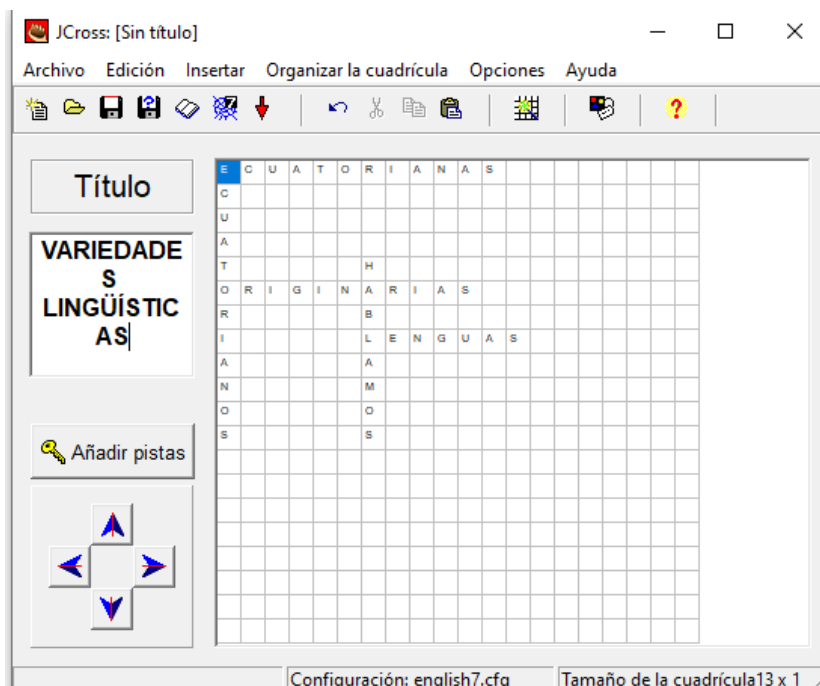 JCross: [Sin título]
Archivo Edición Insertar Organizar la cuadrícula Opciones Ayuda
Título
VARIEDADE
S
LINGÜÍSTIC
AS
Añadir pistas
E C U A T O R I A N A S
C
U
A
T H
O R I G I N A R I A S
R B
I L E N G U A S
A A
N M
O O
S S
Configuración: english7.cfg Tamaño de la cuadrícula13 x 1